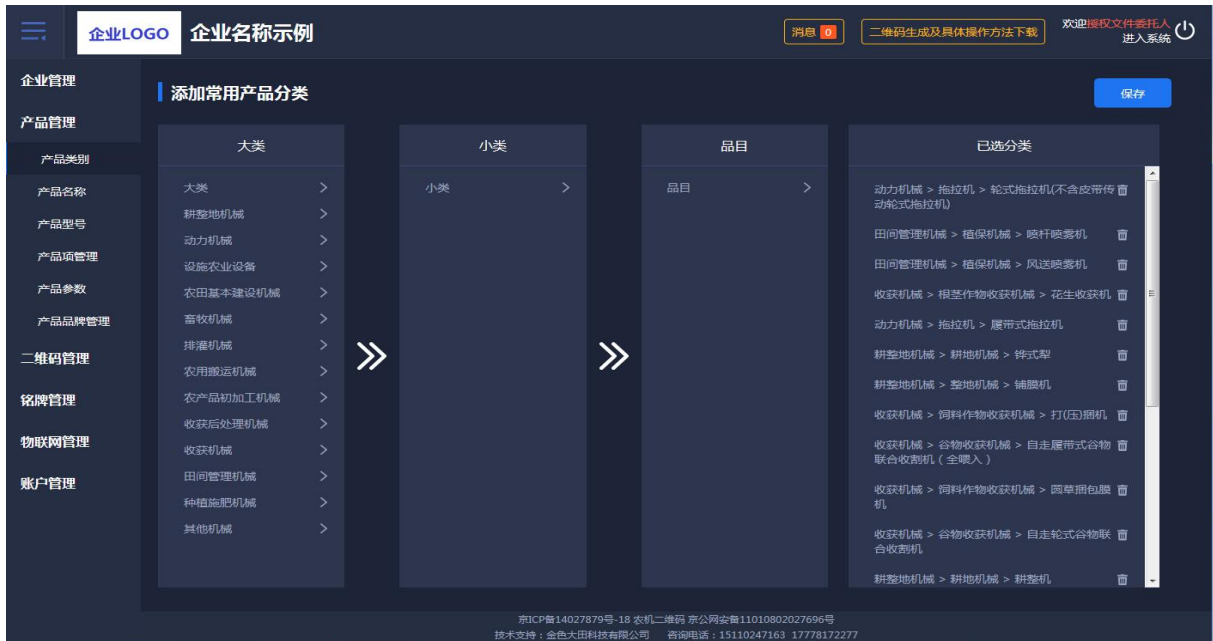 企业LOGO 企业名称示例 消息 0 二维码生成及具体操作方法下载 欢迎授权文件委托人
进入系统
企业管理
产品管理
产品类别
产品名称
产品型号
产品项管理
产品参数
产品品牌管理
二维码管理
铭牌管理
物联网管理
账户管理
添加常用产品分类
保存
大类
大类 >
耕整地机械 >
动力机械 >
设施农业设备 >
农田基本建设机械 >
畜牧机械 >
排灌机械 >
农用搬运机械 >
农产品初加工机械 >
收获后处理机械 >
收获机械 >
田间管理机械 >
种植施肥机械 >
其他机械 >
小类
小类 >
品目
品目 >
已选分类
动力机械 > 拖拉机 > 轮式拖拉机(不含皮带传
动轮式拖拉机)
田间管理机械 > 植保机械 > 喷杆喷雾机
田间管理机械 > 植保机械 > 风送喷雾机
收获机械 > 根茎作物收获机械 > 花生收获机
动力机械 > 拖拉机 > 履带式拖拉机
耕整地机械 > 耕地机械 > 铧式犁
耕整地机械 > 整地机械 > 铺膜机
收获机械 > 饲料作物收获机械 > 打(压)捆机
收获机械 > 谷物收获机械 > 自走履带式谷物
联合收割机（全喂入）
收获机械 > 饲料作物收获机械 > 圆草捆包膜
机
收获机械 > 谷物收获机械 > 自走轮式谷物联
合收割机
耕整地机械 > 耕地机械 > 耕整机
京ICP备14027879号-18 农机二维码 京公网安备11010802027696号
技术支持：金色大田科技有限公司 咨询电话：15110247163 17778172277